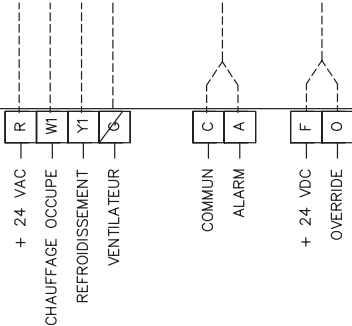 R
W1
Y1
G
C
A
F
O
+ 24 VAC
CHAUFFAGE OCCUPE
REFROIDISSEMENT
VENTILATEUR
COMMUN
ALARM
+ 24 VDC
OVERRIDE